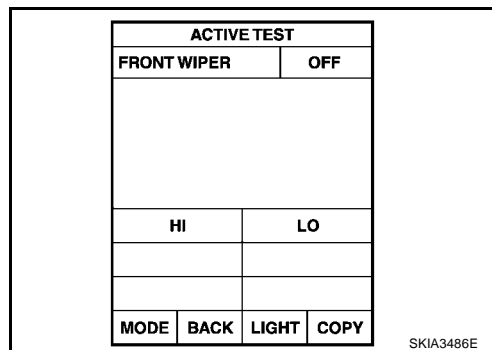 ACTIVE TEST
FRONT WIPER OFF
HI LO
MODE BACK LIGHT COPY
SKIA3486E